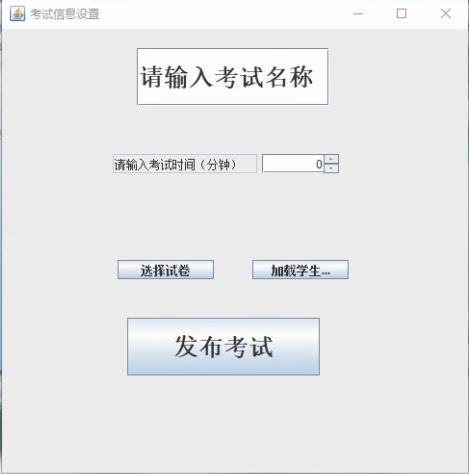 考试信息设置
请输入考试名称
请输入考试时间（分钟） 0
选择试卷 加载学生...
发布考试